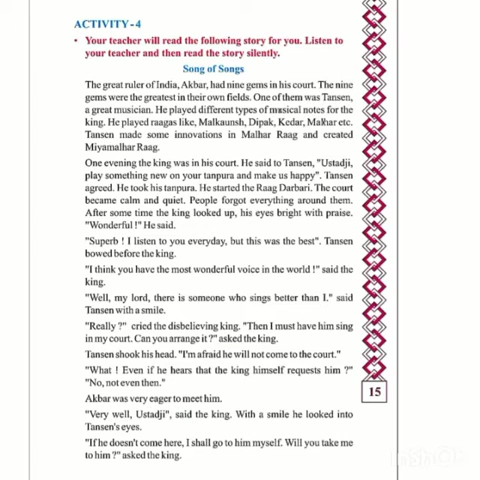 ACTIVITY - 4
• Your teacher will read the following story for you. Listen to
your teacher and then read the story silently.
Song of Songs
The great ruler of India, Akbar, had nine gems in his court. The nine
gems were the greatest in their own fields. One of them was Tansen,
a great musician. He played different types of musical notes for the
king. He played raagas like, Malkaunsh, Dipak, Kedar, Malhar etc.
Tansen made some innovations in Malhar Raag and created
Miyamalhar Raag.
One evening the king was in his court. He said to Tansen, "Ustadji,
play something new on your tanpura and make us happy". Tansen
agreed. He took his tanpura. He started the Raag Darbari. The court
became calm and quiet. People forgot everything around them.
After some time the king looked up, his eyes bright with praise.
"Wonderful !" He said.
"Superb ! I listen to you everyday, but this was the best". Tansen
bowed before the king.
"I think you have the most wonderful voice in the world !" said the
king.
"Well, my lord, there is someone who sings better than I." said
Tansen with a smile.
"Really ?" cried the disbelieving king. "Then I must have him sing
in my court. Can you arrange it ?" asked the king.
Tansen shook his head. "I'm afraid he will not come to the court."
"What ! Even if he hears that the king himself requests him ?"
"No, not even then."
Akbar was very eager to meet him.
"Very well, Ustadji", said the king. With a smile he looked into
Tansen's eyes.
"If he doesn't come here, I shall go to him myself. Will you take me
to him ?" asked the king.
15